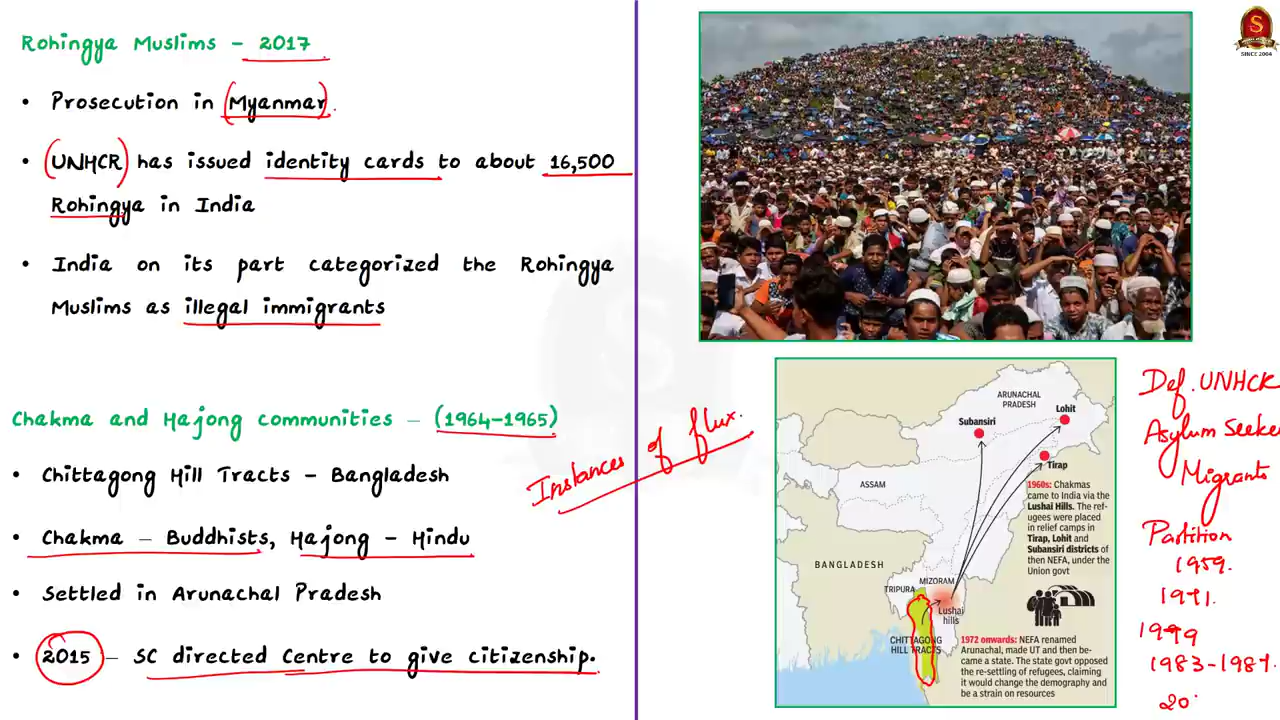 Rohingya Muslims – 2017
• Prosecution in (Myanmar).
• (UNHCR) has issued identity cards to about 16,500
Rohingya in India
• India on its part categorized the Rohingya
Muslims as illegal immigrants
Chakma and Hajong communities – (1964-1965)
• Chittagong Hill Tracts – Bangladesh
• Chakma – Buddhists, Hajong – Hindu
• Settled in Arunachal Pradesh
• 2015 – SC directed Centre to give citizenship.
Instances of flux.
SINCE 2004
ARUNACHAL
PRADESH
Lohit
Subansiri
Tirap
ASSAM
1960s: Chakmas
came to India via the
Lushai Hills. The ref-
ugees were placed
in relief camps in
Tirap, Lohit and
Subansiri districts of
then NEFA, under the
Union govt
BANGLADESH
MIZORAM
TRIPURA
Lushai
hills
CHITTAGONG
HILL TRACTS
1972 onwards: NEFA renamed
Arunachal, made UT and then be-
came a state. The state govt opposed
the re-settling of refugees, claiming
it would change the demography and
be a strain on resources
Def. UNHCR
Asylum Seeke
Migrants
Partition
1959.
1971.
1999
1983-1987.
20